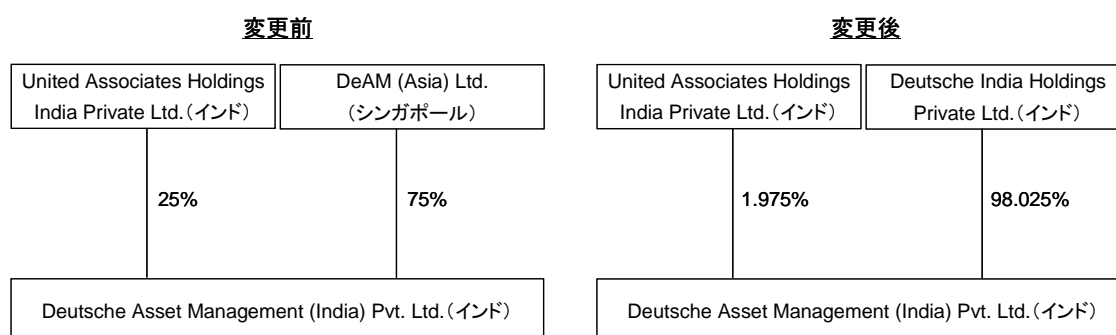 変更前
United Associates Holdings
India Private Ltd.（インド）
DeAM (Asia) Ltd.
（シンガポール）
25%
75%
Deutsche Asset Management (India) Pvt. Ltd.（インド）
変更後
United Associates Holdings
India Private Ltd.（インド）
Deutsche India Holdings
Private Ltd.（インド）
1.975%
98.025%
Deutsche Asset Management (India) Pvt. Ltd.（インド）